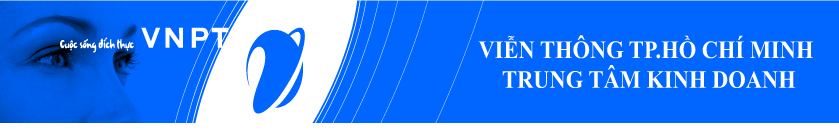 Cuộc sống đích thực
VNPT
VIỄN THÔNG TP.HỒ CHÍ MINH
TRUNG TÂM KINH DOANH